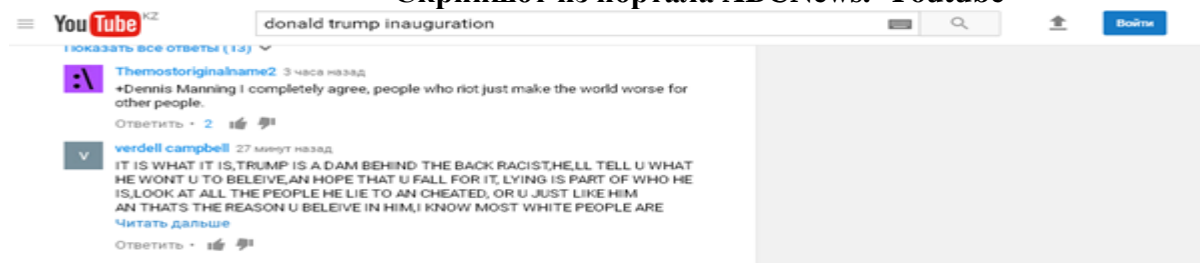 Скриншот из портала ABCNews. Youtube
YouTube KZ donald trump inauguration Войти
Показать все ответы (13)
:\ Themostoriginalname2 3 часа назад
+Dennis Manning I completely agree, people who riot just make the world worse for
other people.
Ответить • 2
V verdell campbell 27 минут назад
IT IS WHAT IT IS,TRUMP IS A DAM BEHIND THE BACK RACIST,HE,LL TELL U WHAT
HE WONT U TO BELEIVE,AN HOPE THAT U FALL FOR IT, LYING IS PART OF WHO HE
IS,LOOK AT ALL THE PEOPLE HE LIE TO AN CHEATED, OR U JUST LIKE HIM
AN THATS THE REASON U BELEIVE IN HIM,I KNOW MOST WHITE PEOPLE ARE
Читать дальше
Ответить •